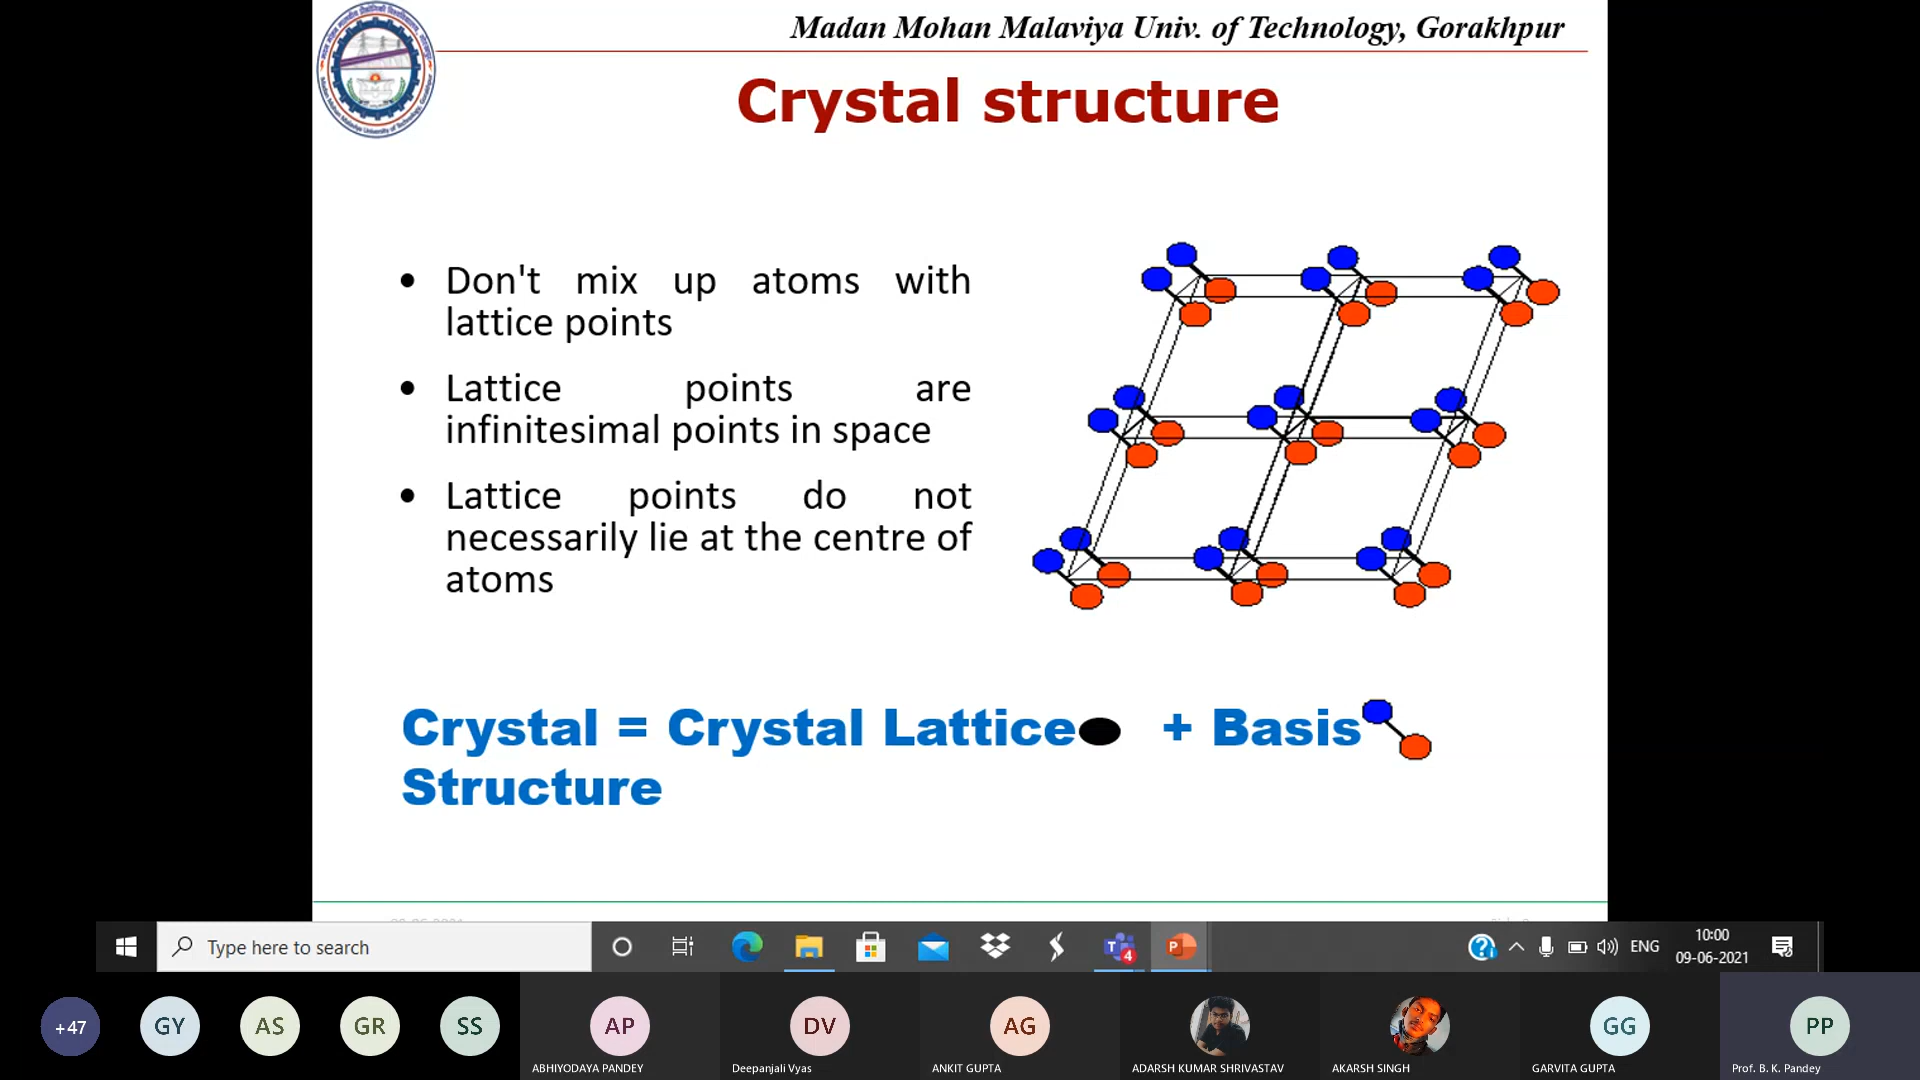 Madan Mohan Malaviya Univ. of Technology, Gorakhpur
Crystal structure
• Don't mix up atoms with
lattice points
• Lattice points are
infinitesimal points in space
• Lattice points do not
necessarily lie at the centre of
atoms
Crystal = Crystal Lattice + Basis
Structure
Type here to search
4
ENG
10:00
09-06-2021
+47
GY
AS
GR
SS
AP
DV
AG
GG
PP
ABHIYODAYA PANDEY
Deepanjali Vyas
ANKIT GUPTA
ADARSH KUMAR SHRIVASTAV
AKARSH SINGH
GARVITA GUPTA
Prof. B. K. Pandey